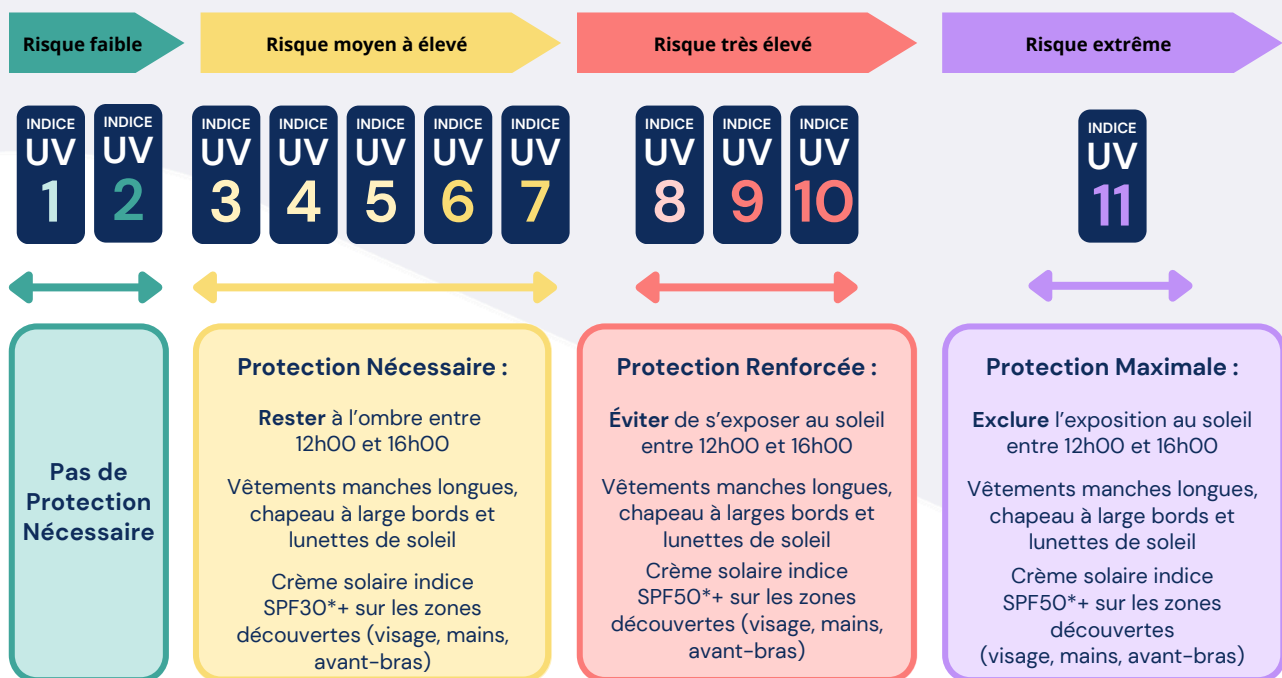 Risque faible
Risque moyen à élevé
Risque très élevé
Risque extrême
INDICE
UV
1
INDICE
UV
2
INDICE
UV
3
INDICE
UV
4
INDICE
UV
5
INDICE
UV
6
INDICE
UV
7
INDICE
UV
8
INDICE
UV
9
INDICE
UV
10
INDICE
UV
11
Pas de
Protection
Nécessaire
Protection Nécessaire :
Rester à l’ombre entre
12h00 et 16h00
Vêtements manches longues,
chapeau à large bords et
lunettes de soleil
Crème solaire indice
SPF30*+ sur les zones
découvertes (visage, mains,
avant-bras)
Protection Renforcée :
Éviter de s’exposer au soleil
entre 12h00 et 16h00
Vêtements manches longues,
chapeau à larges bords et
lunettes de soleil
Crème solaire indice
SPF50*+ sur les zones
découvertes (visage, mains,
avant-bras)
Protection Maximale :
Exclure l’exposition au soleil
entre 12h00 et 16h00
Vêtements manches longues,
chapeau à large bords et
lunettes de soleil
Crème solaire indice
SPF50*+ sur les zones
découvertes
(visage, mains, avant-bras)